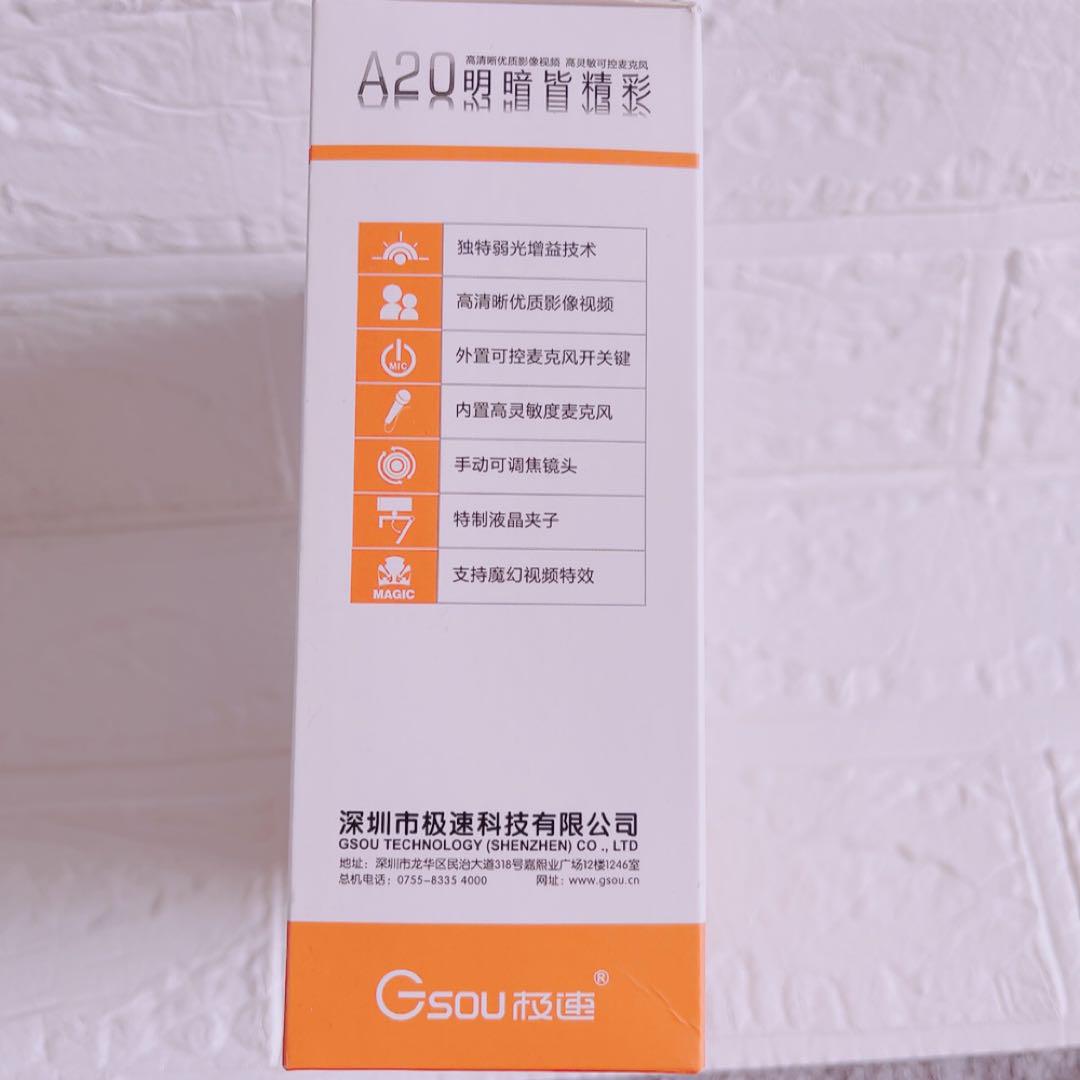 高清晰优质影像视频 高灵敏可控麦克风
A20明暗皆精彩
独特弱光增益技术
高清晰优质影像视频
MIC
外置可控麦克风开关键
内置高灵敏度麦克风
手动可调焦镜头
特制液晶夹子
MAGIC
支持魔幻视频特效
深圳市极速科技有限公司
GSOU TECHNOLOGY (SHENZHEN) CO ., LTD
地址：深圳市龙华区民治大道318号嘉熙业广场12楼1246室
总机电话：0755-8335 4000 网址：www.gsou.cn
Gsou极速®